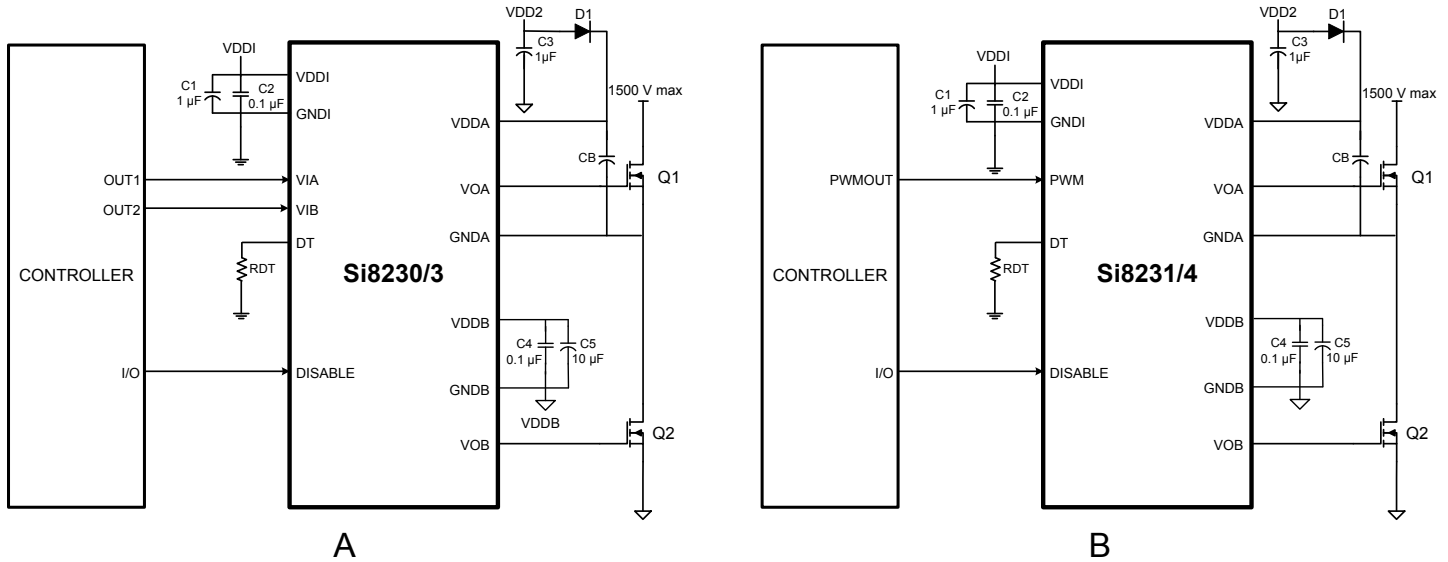 VDD2
D1
C3
1µF
VDDI
C1
1 µF
C2
0.1 µF
VDDI
GNDI
1500 V max
VDDA
CB
Q1
OUT1
VIA
VOA
OUT2
VIB
DT
GNDA
CONTROLLER
RDT
Si8230/3
VDDB
C4
0.1 µF
C5
10 µF
I/O
DISABLE
GNDB
VDDB
VOB
Q2
A
VDD2
D1
C3
1µF
VDDI
C1
1 µF
C2
0.1 µF
VDDI
GNDI
1500 V max
VDDA
CB
Q1
PWMOUT
PWM
VOA
DT
GNDA
CONTROLLER
RDT
Si8231/4
VDDB
C4
0.1 µF
C5
10 µF
I/O
DISABLE
GNDB
VOB
Q2
B